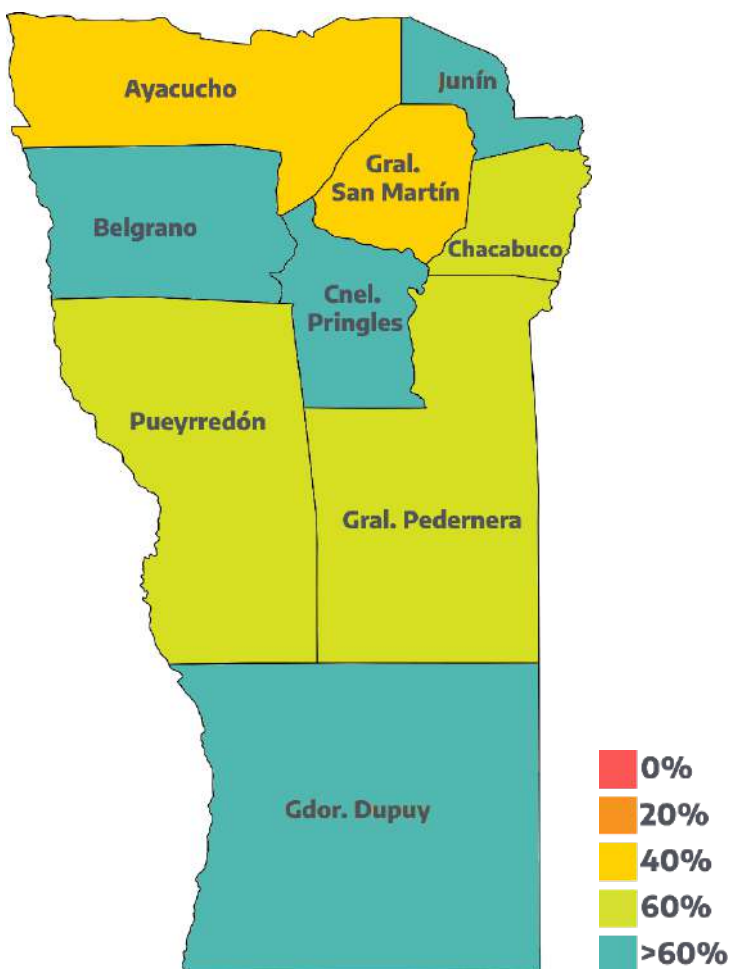 Ayacucho
Junín
Gral.
San Martín
Belgrano
Chacabuco
Cnel.
Pringles
Pueyrredón
Gral. Pedernera
Gdor. Dupuy
0%
20%
40%
60%
>60%